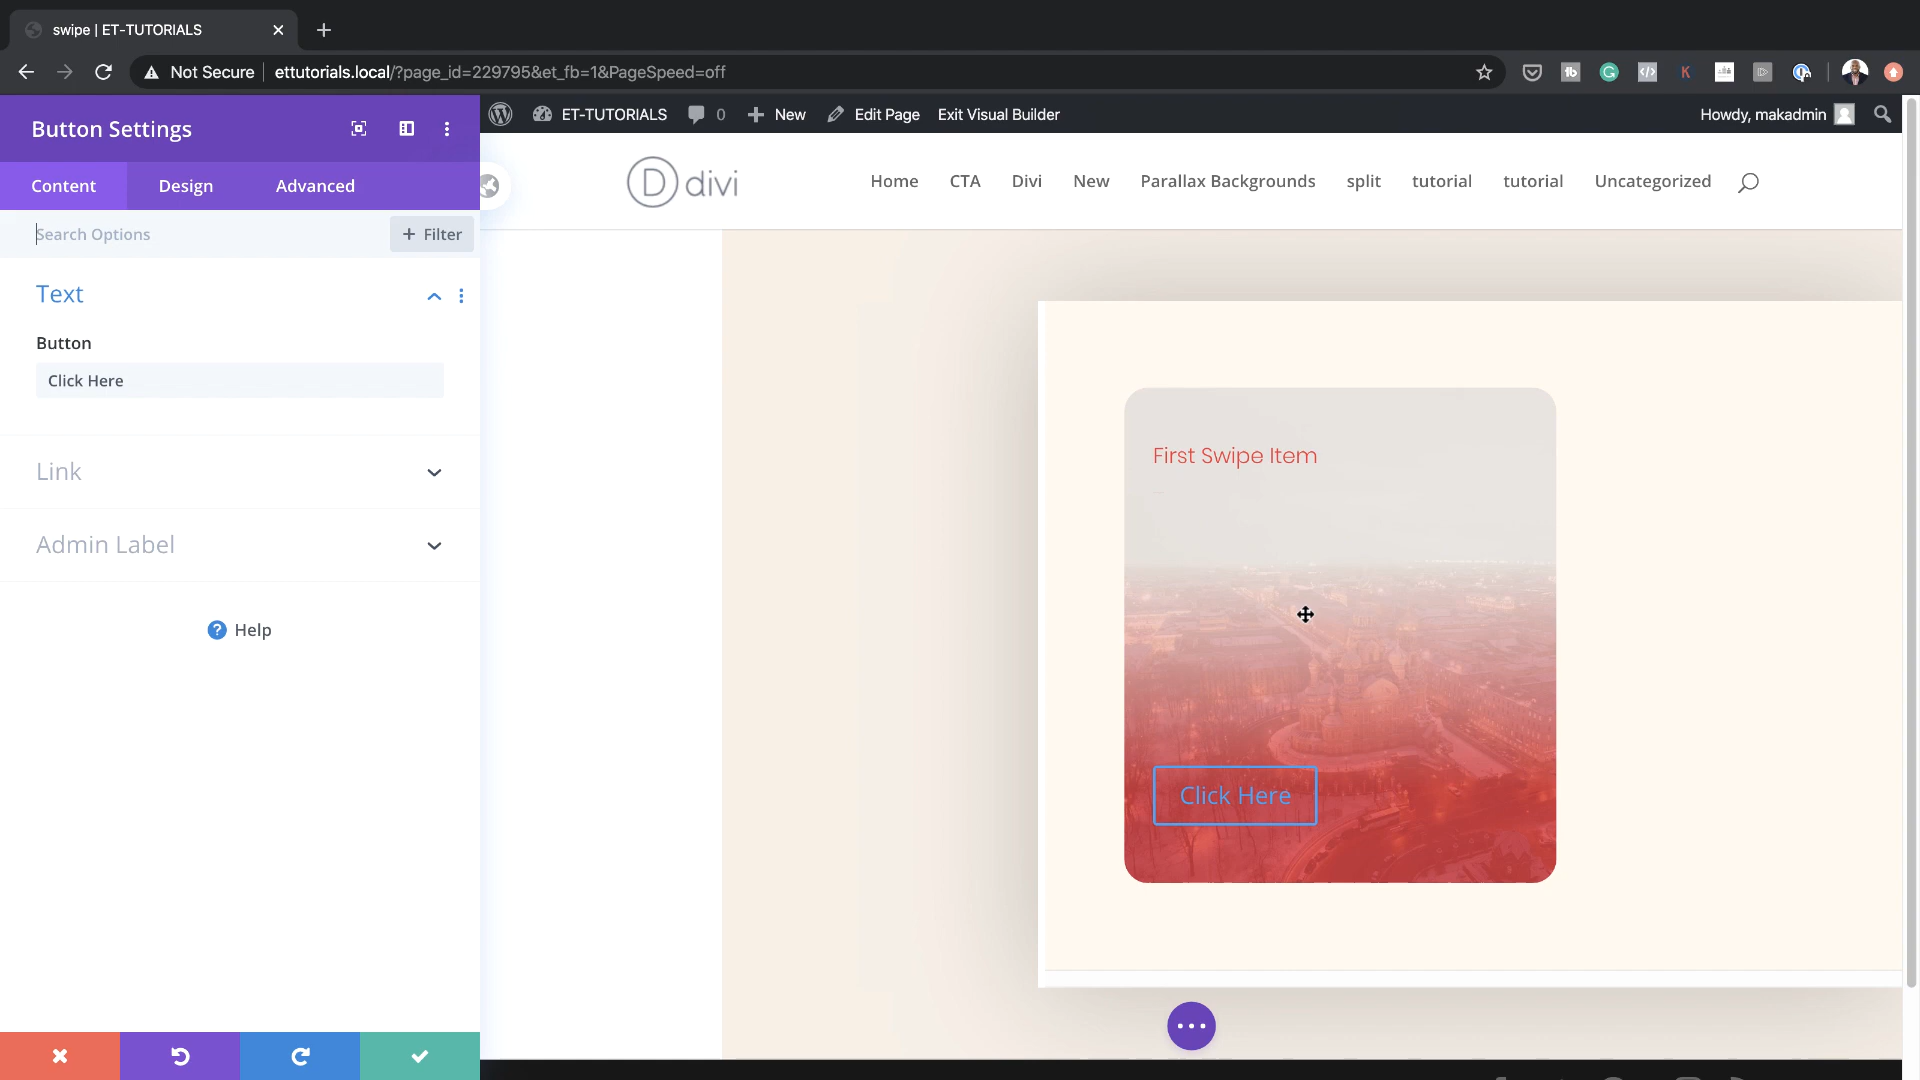 swipe | ET-TUTORIALS
Not Secure
ettutorials.local/?page_id=229795&et_fb=1&PageSpeed=off
ET-TUTORIALS
0
New
Edit Page
Exit Visual Builder
Howdy, makadmin
Button Settings
Content
Design
Advanced
Search Options
+ Filter
Text
Button
Click Here
Link
Admin Label
? Help
D divi
Home
CTA
Divi
New
Parallax Backgrounds
split
tutorial
tutorial
Uncategorized
First Swipe Item
Click Here